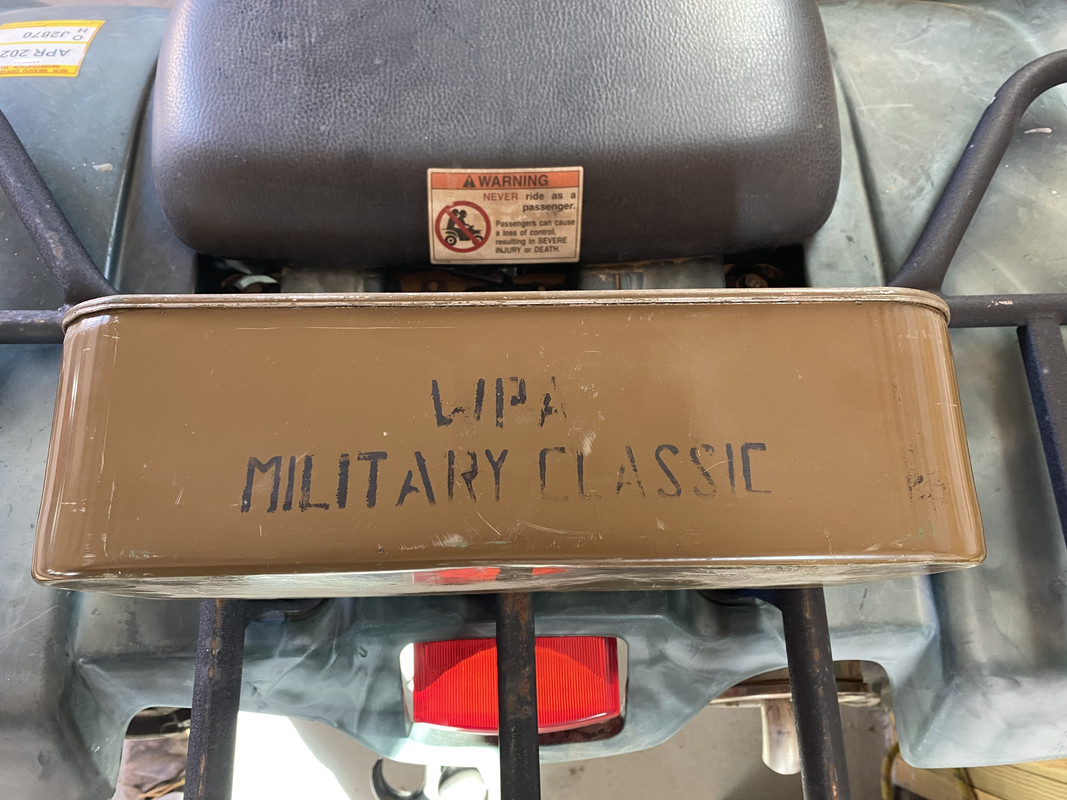 O J2870
H
APR 202
WARNING
NEVER ride as a
passenger.
Passengers can cause
a loss of control,
resulting in SEVERE
INJURY or DEATH.
WPA
MILITARY CLASSIC